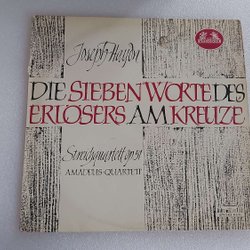 Joseph Haydn
DIE SIEBEN WORTE DES
ERLÖSERS AM KREUZE
Streichquartett op. 51
AMADEUS-QUARTETT